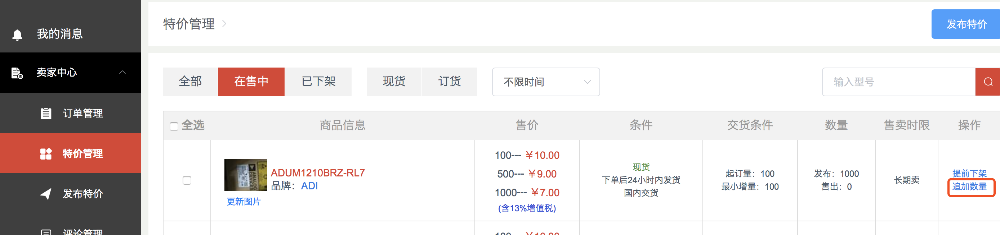 我的消息
卖家中心
订单管理
特价管理
发布特价
评论管理
特价管理
发布特价
全部 在售中 已下架 现货 订货 不限时间 输入型号
全选 商品信息 售价 条件 交货条件 数量 售卖时限 操作
ADUM1210BRZ-RL7
品牌：ADI
更新图片
100--- ￥10.00
500--- ￥9.00
1000--- ￥7.00
(含13%增值税)
现货
下单后24小时内发货
国内交货
起订量：100
最小增量：100
发布：1000
售出：0
长期卖
提前下架
追加数量
100--- ￥10.00